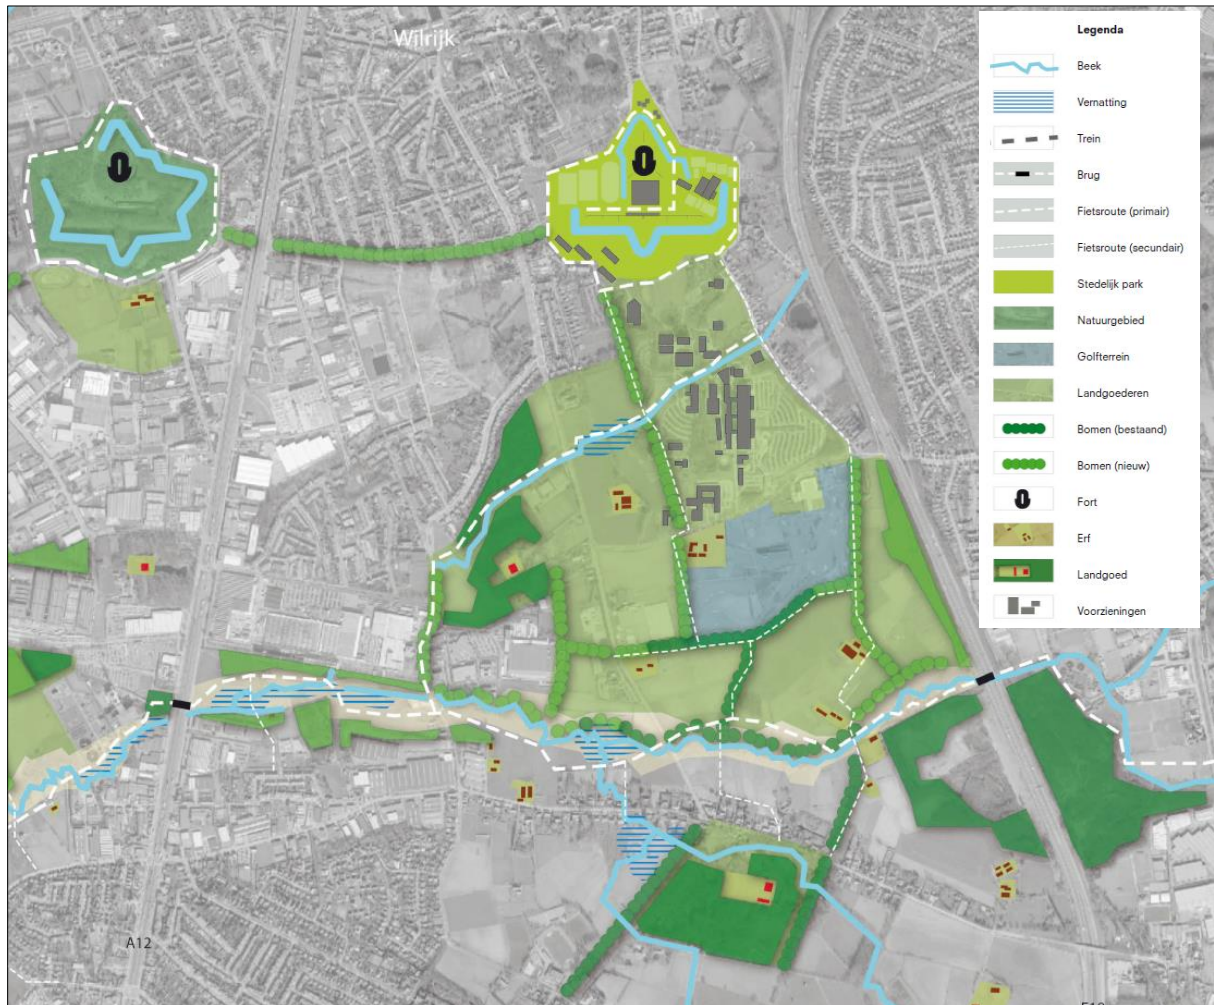 Wilrijk
Legenda
Beek
Vernatting
Trein
Brug
Fietsroute (primair)
Fietsroute (secundair)
Stedelijk park
Natuurgebied
Golfterrein
Landgoederen
Bomen (bestaand)
Bomen (nieuw)
Fort
Erf
Landgoed
Voorzieningen
A12